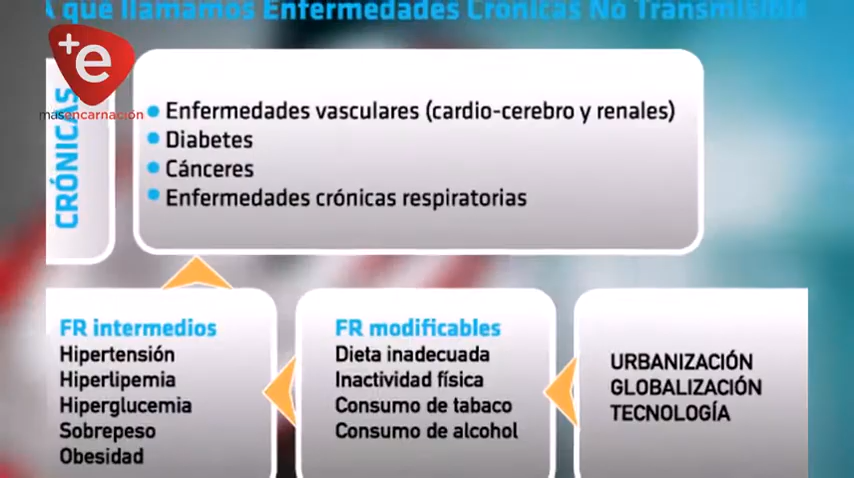 A qué llamamos Enfermedades Crónicas No Transmisible
+e
másencarnación
CRÓNICAS
Enfermedades vasculares (cardio-cerebro y renales)
Diabetes
Cánceres
Enfermedades crónicas respiratorias
FR intermedios
Hipertensión
Hiperlipemia
Hiperglucemia
Sobrepeso
Obesidad
FR modificables
Dieta inadecuada
Inactividad física
Consumo de tabaco
Consumo de alcohol
URBANIZACIÓN
GLOBALIZACIÓN
TECNOLOGÍA